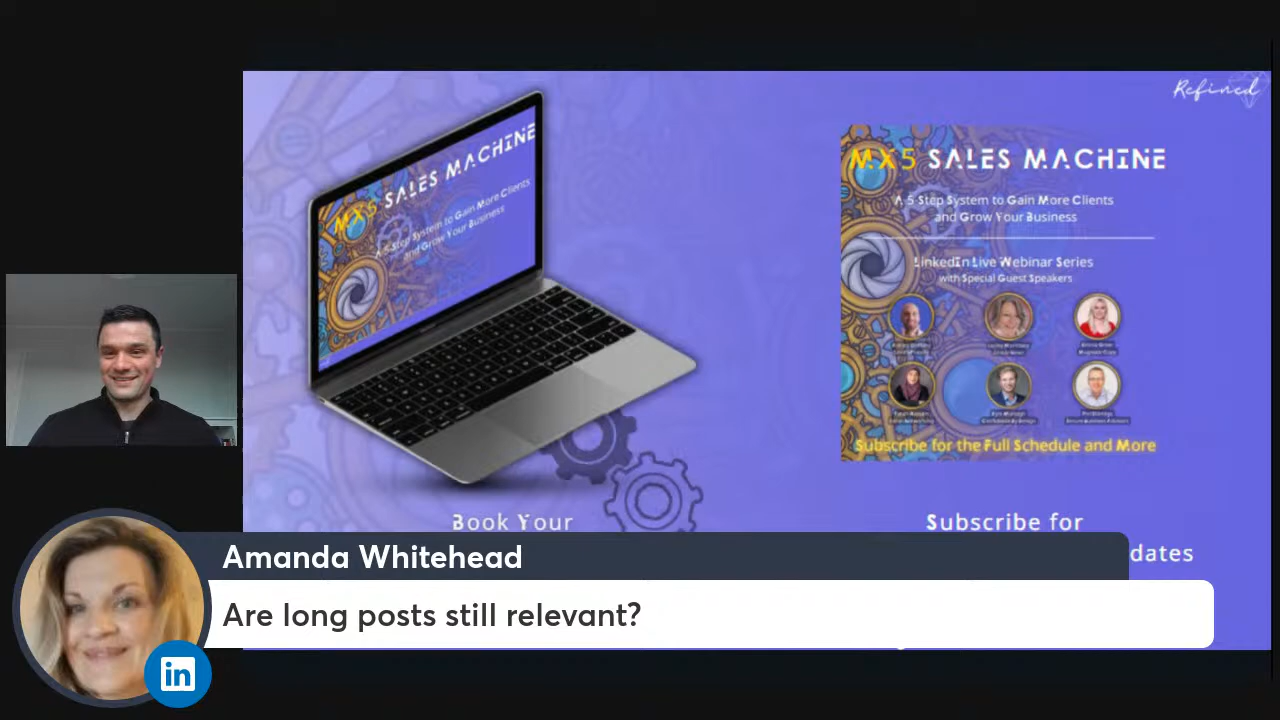 Refined
MX5 SALES MACHINE
A 5 Step System to Gain More Clients
and Grow Your Business
MX5 SALES MACHINE
A 5 Step System to Gain More Clients
and Grow Your Business
LinkedIn Live Webinar Series
with Special Guest Speakers
Subscribe for the Full Schedule and More
Book Your
Subscribe for
dates
Amanda Whitehead
Are long posts still relevant?
in